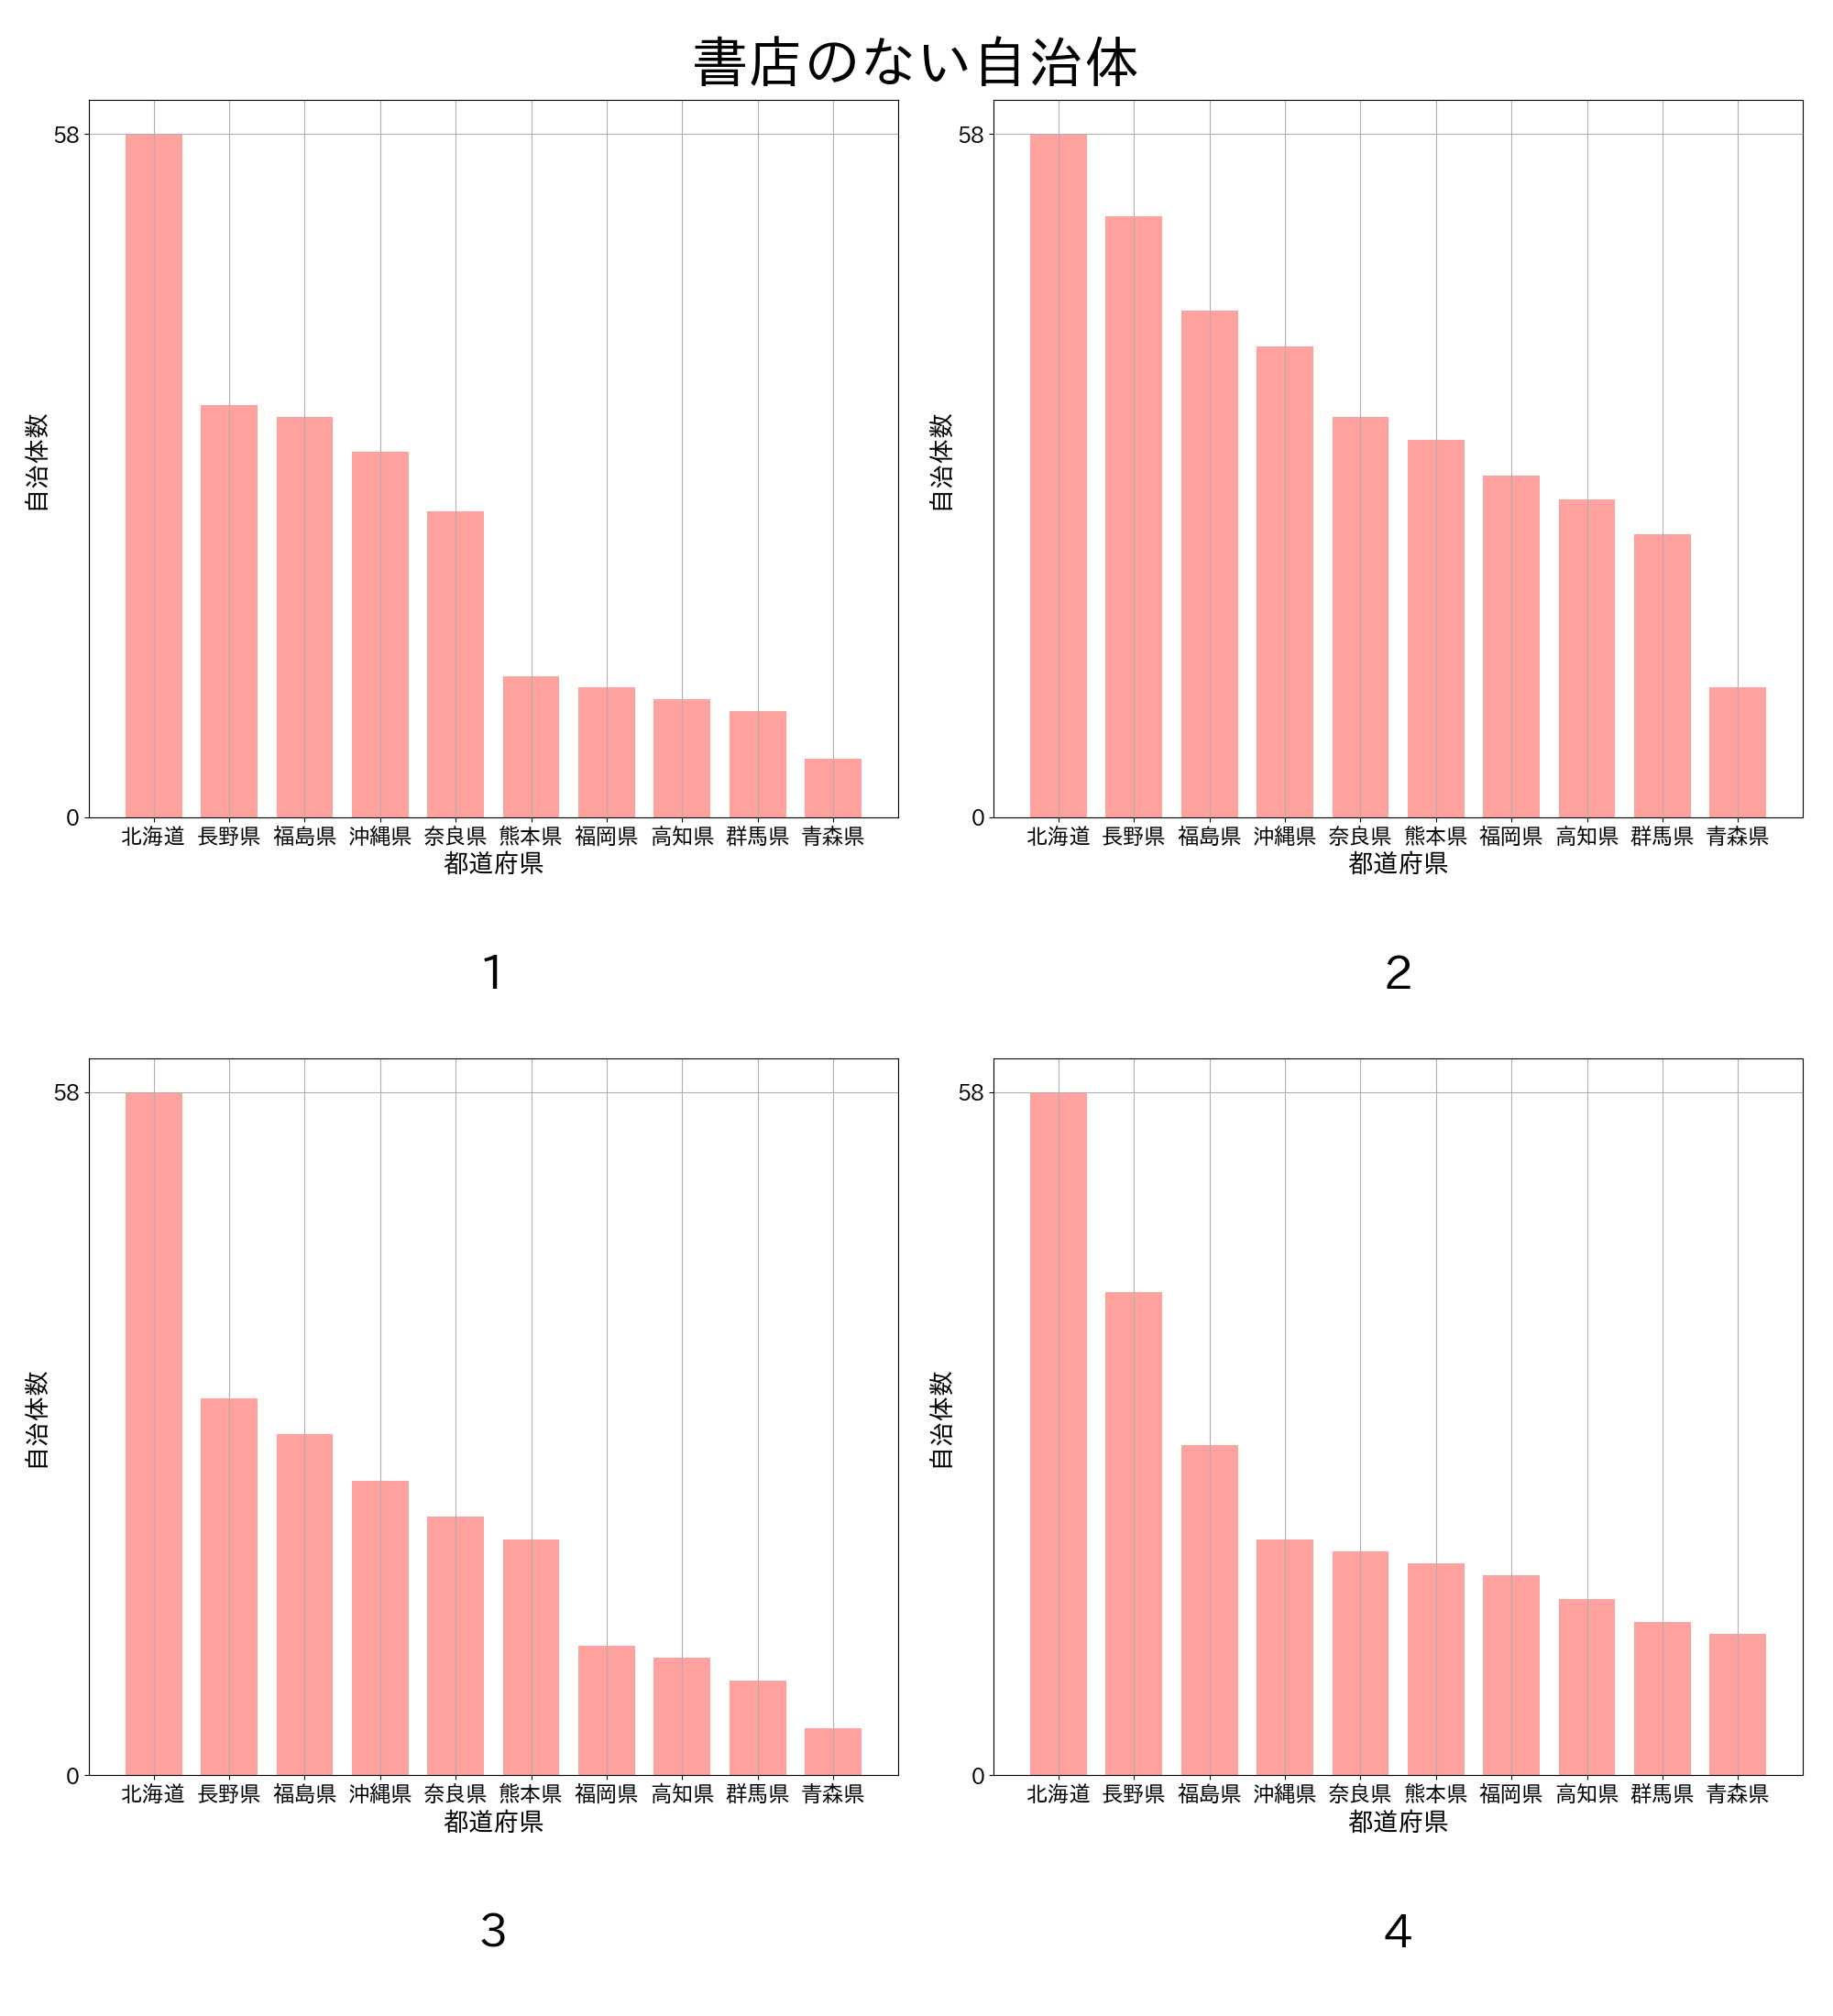 書店のない自治体
58
0
自治体数
北海道 長野県 福島県 沖縄県 奈良県 熊本県 福岡県 高知県 群馬県 青森県
都道府県
1
58
0
自治体数
北海道 長野県 福島県 沖縄県 奈良県 熊本県 福岡県 高知県 群馬県 青森県
都道府県
2
58
0
自治体数
北海道 長野県 福島県 沖縄県 奈良県 熊本県 福岡県 高知県 群馬県 青森県
都道府県
3
58
0
自治体数
北海道 長野県 福島県 沖縄県 奈良県 熊本県 福岡県 高知県 群馬県 青森県
都道府県
4